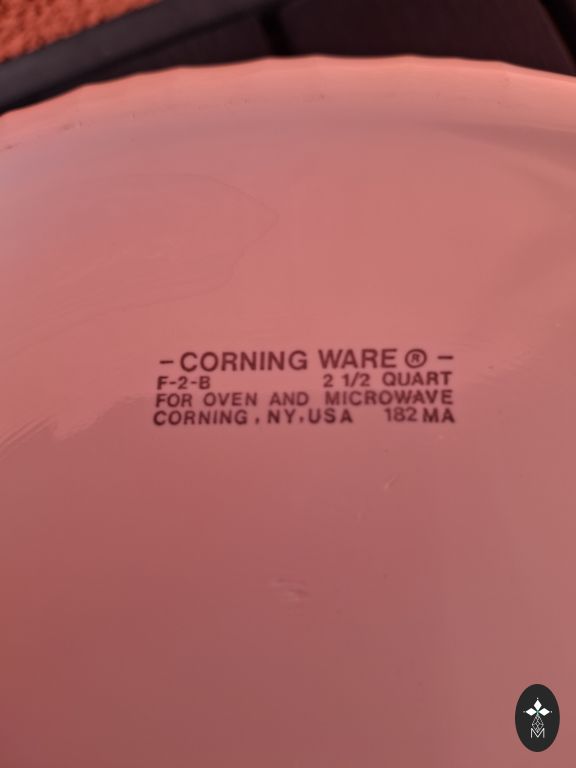 - CORNING WARE ® -
F-2-B 2 1/2 QUART
FOR OVEN AND MICROWAVE
CORNING, NY, USA 182 MA
M